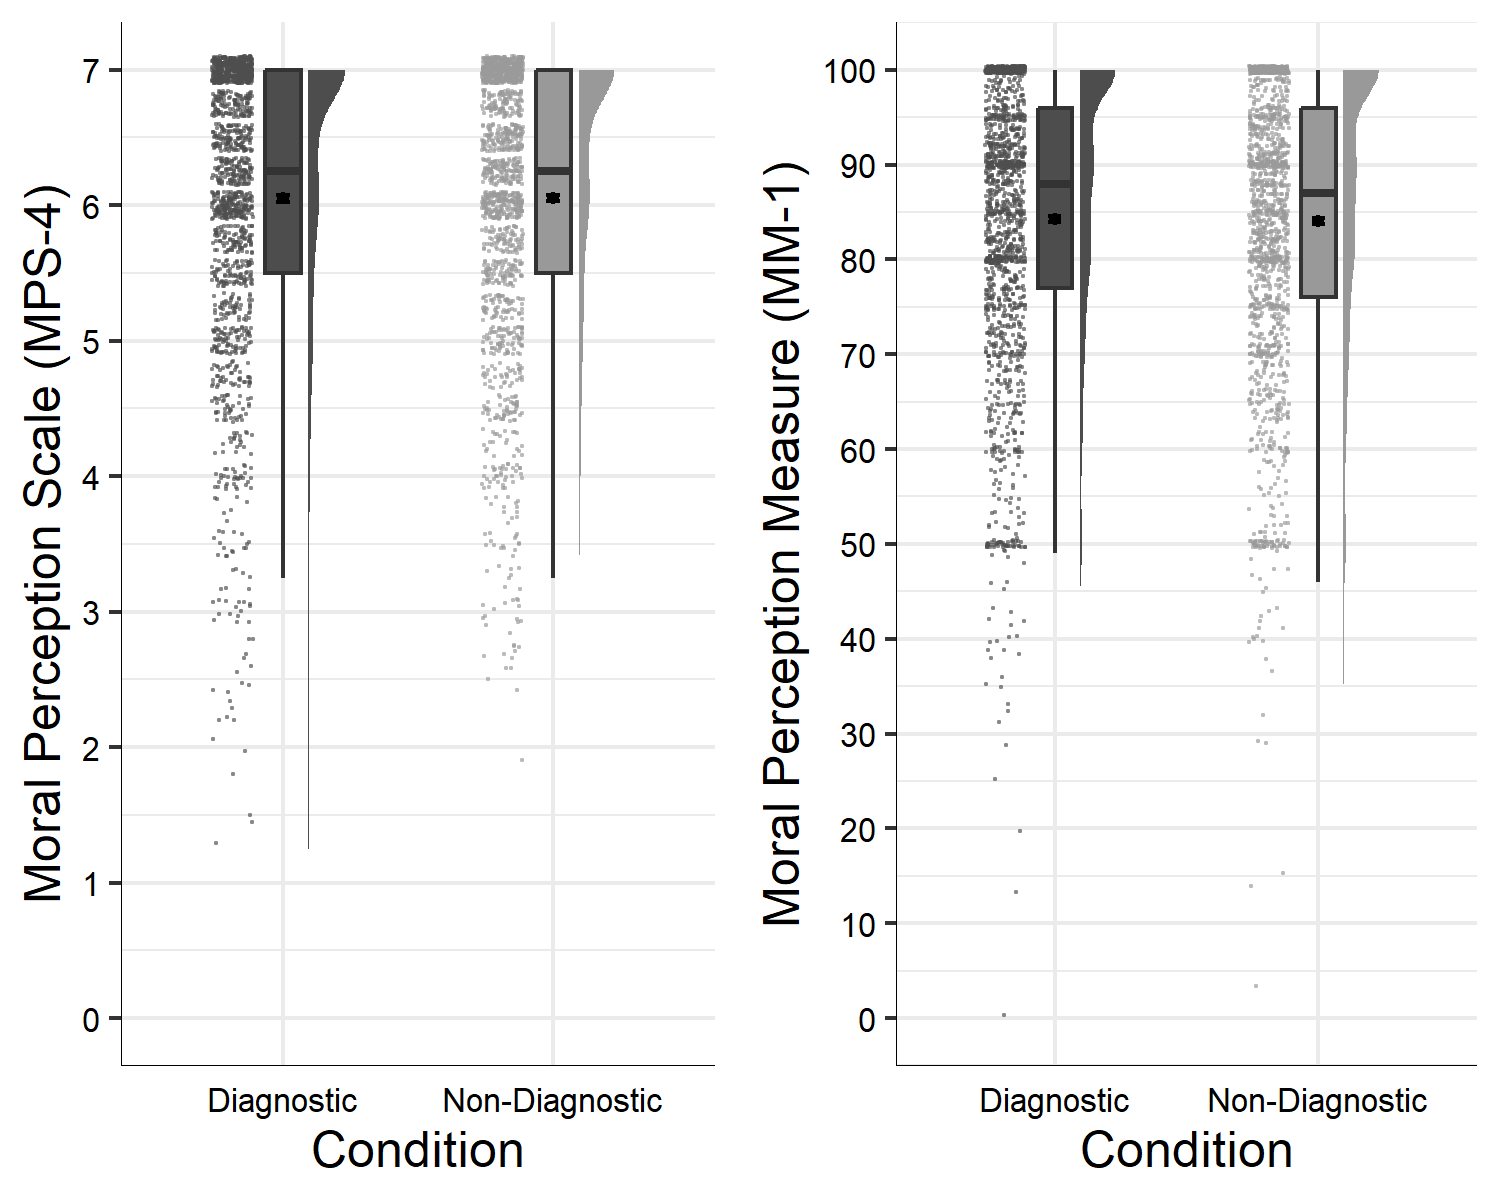 Moral Perception Scale (MPS-4)
7
6
5
4
3
2
1
0
Diagnostic
Non-Diagnostic
Condition
Moral Perception Measure (MM-1)
100
90
80
70
60
50
40
30
20
10
0
Diagnostic
Non-Diagnostic
Condition